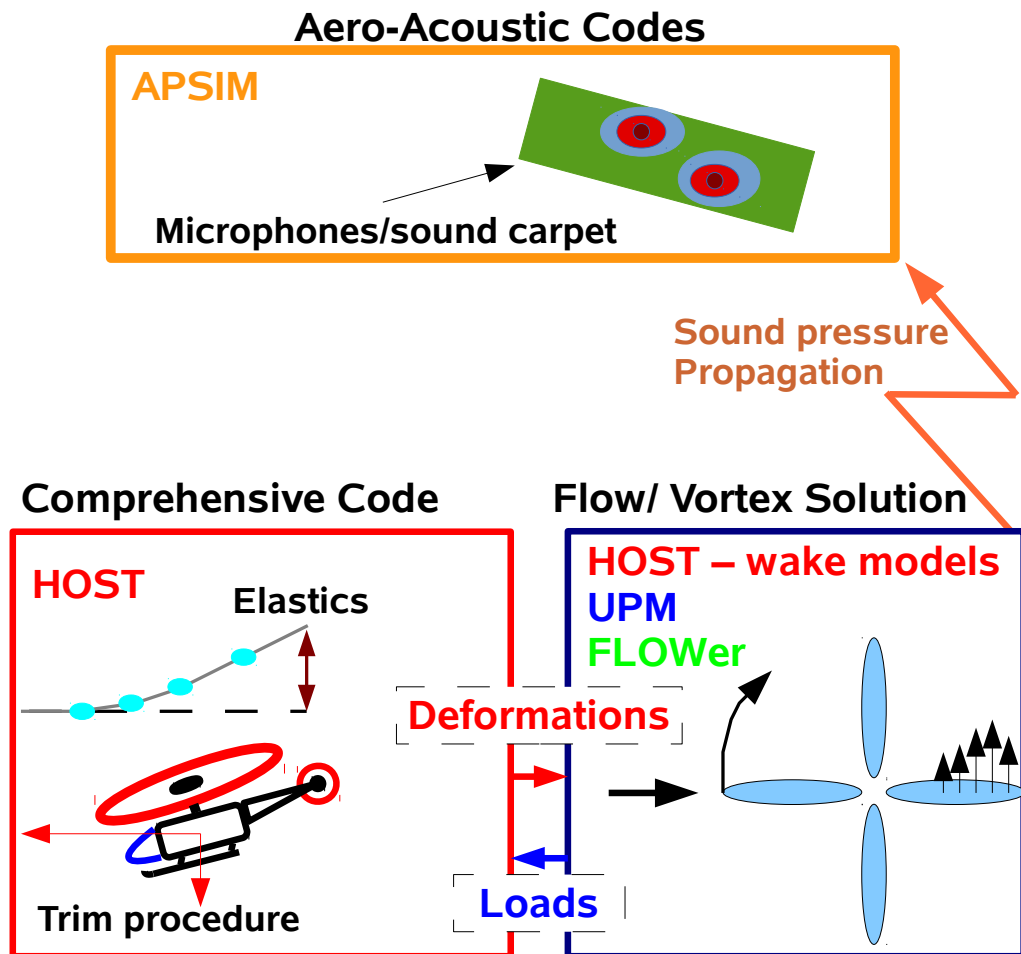 Aero-Acoustic Codes
APSIM
Microphones/sound carpet
Sound pressure
Propagation
Comprehensive Code
Flow/ Vortex Solution
HOST
Elastics
HOST – wake models
UPM
FLOWer
Deformations
Loads
Trim procedure